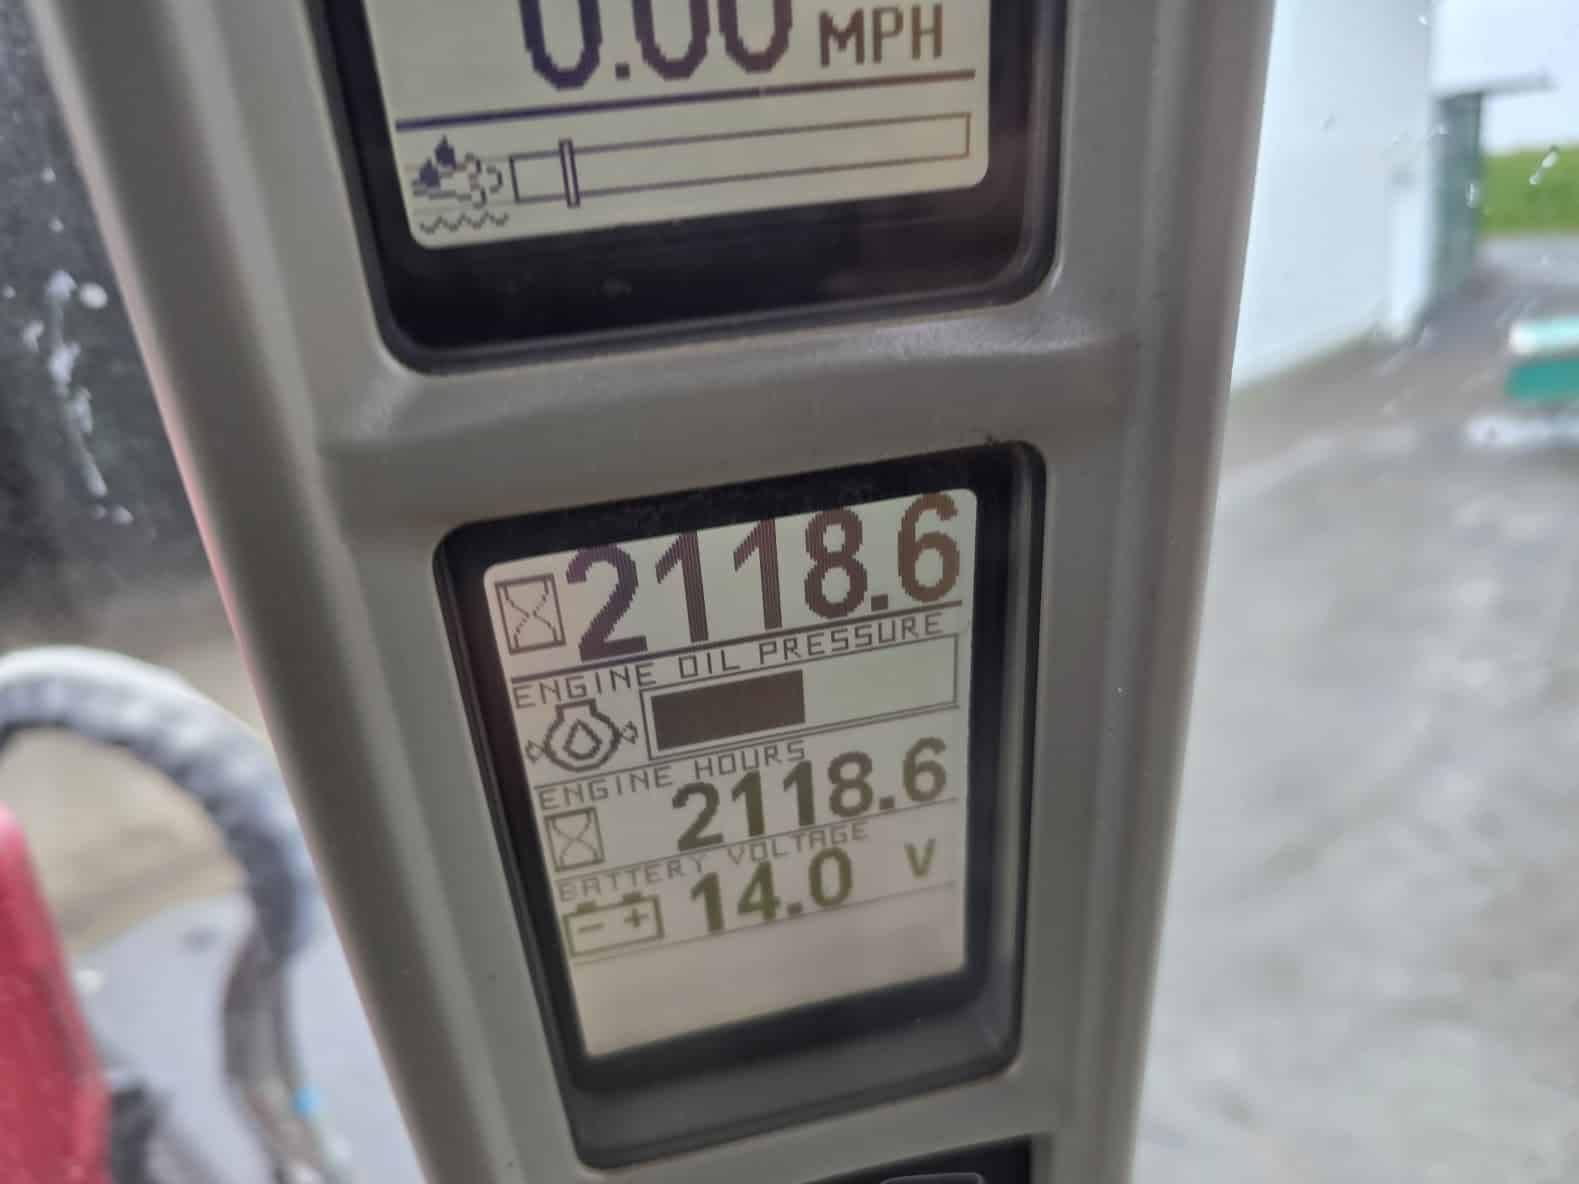 0.00 MPH
2118.6
ENGINE OIL PRESSURE
ENGINE HOURS
2118.6
BATTERY VOLTAGE
- + 14.0 V